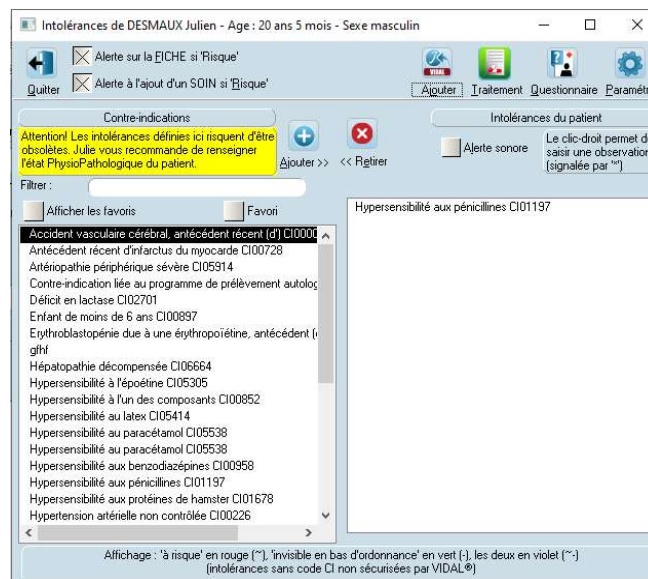 Intolérances de DESMAUX Julien - Age : 20 ans 5 mois - Sexe masculin
Alerte sur la FICHE si 'Risque'
Alerte à l'ajout d'un SOIN si 'Risque'
Quitter
VIDAL
Ajouter Traitement Questionnaire Paramétr
Contre-indications
Attention! Les intolérances définies ici risquent d'être
obsolètes. Julie vous recommande de renseigner
l'état PhysioPathologique du patient.
Ajouter >> << Retirer
Intolérances du patient
Alerte sonore
Le clic-droit permet de
saisir une observation
(signalée par '*')
Filtrer :
Afficher les favoris Favori
Accident vasculaire cérébral, antécédent récent (d') CI000
Antécédent récent d'infarctus du myocarde CI00728
Artériopathie périphérique sévère CI05914
Contre-indication liée au programme de prélèvement autolog
Déficit en lactase CI02701
Enfant de moins de 6 ans CI00897
Erythroblastopénie due à une érythropoïétine, antécédent (
gfhf
Hépatopathie décompensée CI06664
Hypersensibilité à l'époétine CI05305
Hypersensibilité à l'un des composants CI00852
Hypersensibilité au latex CI05414
Hypersensibilité au paracétamol CI05538
Hypersensibilité au paracétamol CI05538
Hypersensibilité aux benzodiazépines CI00958
Hypersensibilité aux pénicillines CI01197
Hypersensibilité aux protéines de hamster CI01678
Hypertension artérielle non contrôlée CI00226
Hypersensibilité aux pénicillines CI01197
Affichage : 'à risque' en rouge (~), 'invisible en bas d'ordonnance' en vert (-), les deux en violet (~-)
(intolérances sans code CI non sécurisées par VIDAL®)